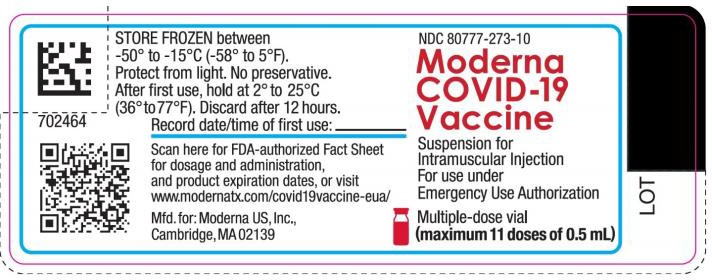 STORE FROZEN between
-50° to -15°C (-58° to 5°F).
Protect from light. No preservative.
After first use, hold at 2° to 25°C
(36° to 77°F). Discard after 12 hours.
Record date/time of first use:
702464
Scan here for FDA-authorized Fact Sheet
for dosage and administration,
and product expiration dates, or visit
www.modernatx.com/covid19vaccine-eua/
Mfd. for: Moderna US, Inc.,
Cambridge, MA 02139
NDC 80777-273-10
Moderna
COVID-19
Vaccine
Suspension for
Intramuscular Injection
For use under
Emergency Use Authorization
Multiple-dose vial
(maximum 11 doses of 0.5 mL)
LOT